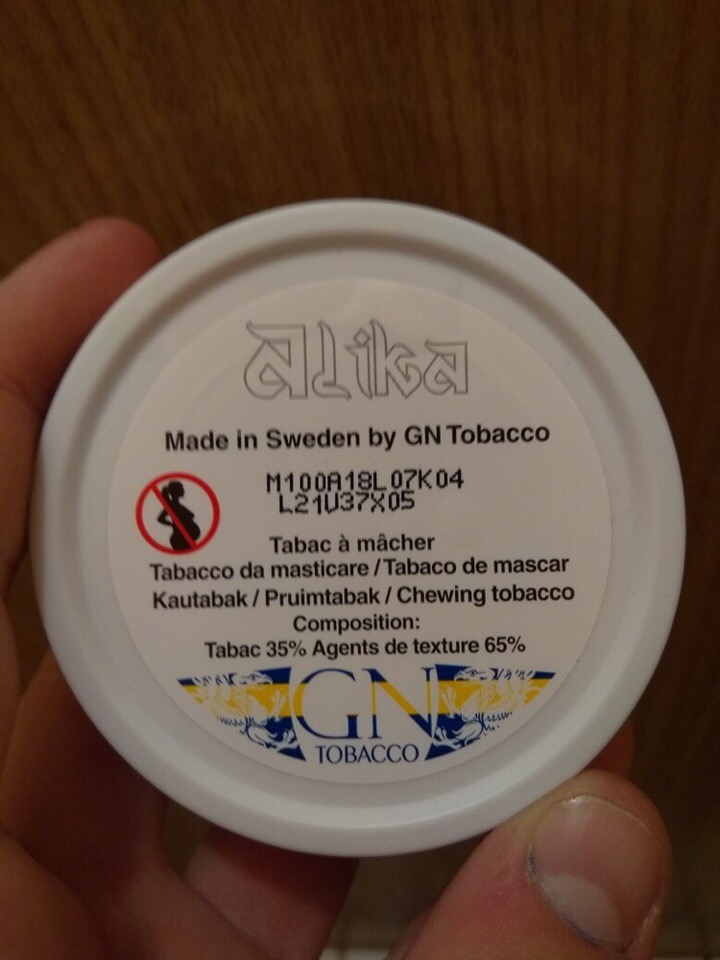 alika
Made in Sweden by GN Tobacco
M100A18L07K04
L21U37X05
Tabac à mâcher
Tabacco da masticare / Tabaco de mascar
Kautabak / Pruimtabak / Chewing tobacco
Composition:
Tabac 35% Agents de texture 65%
GN
TOBACCO